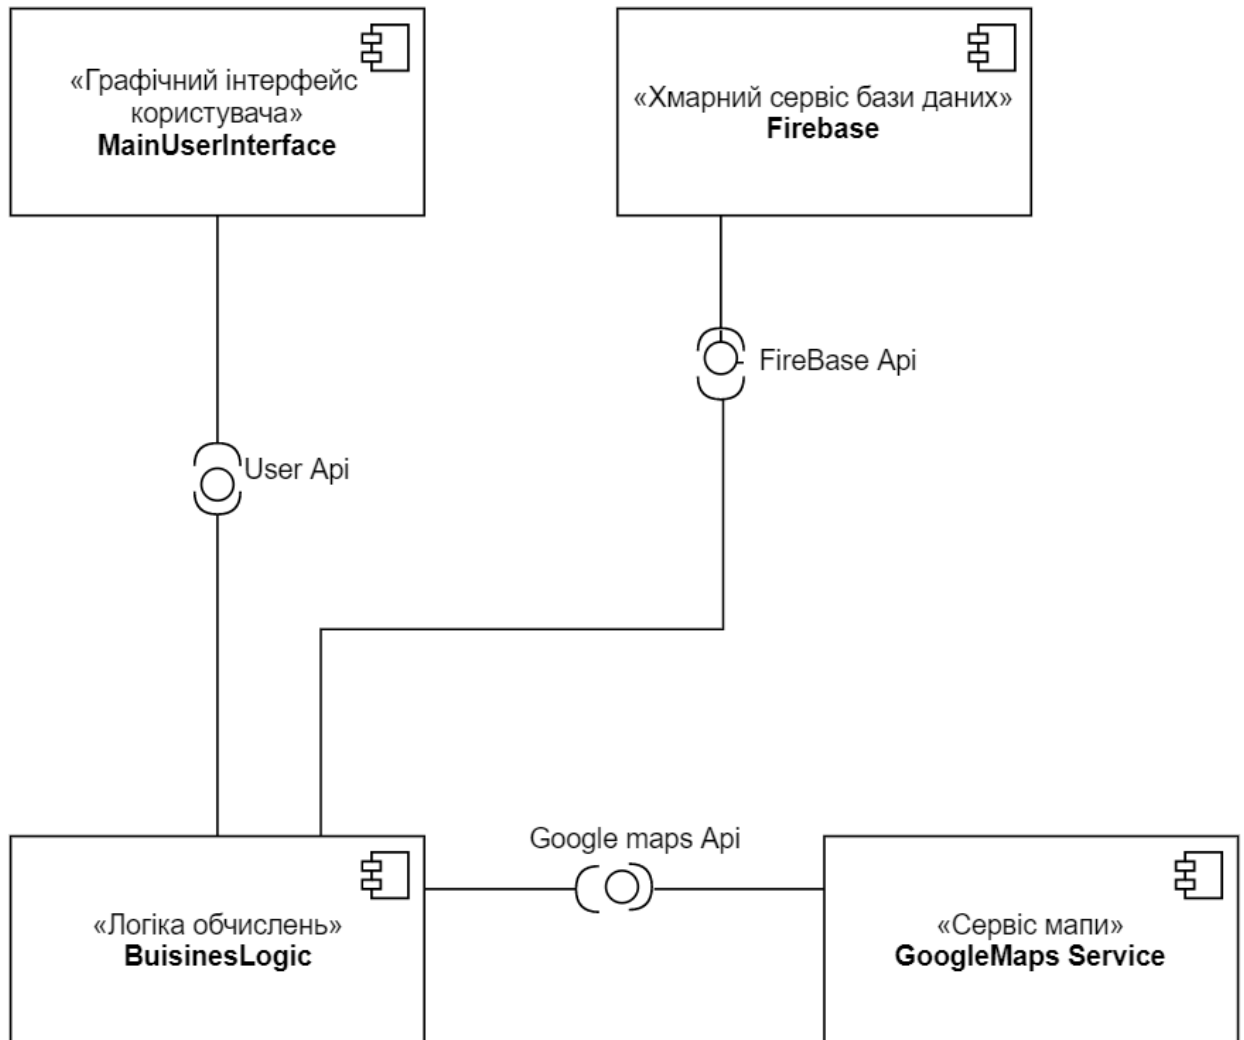 «Графічний інтерфейс
користувача»
MainUserInterface
«Хмарний сервіс бази даних»
Firebase
FireBase Api
User Api
Google maps Api
«Логіка обчислень»
BuisinesLogic
«Сервіс мапи»
GoogleMaps Service